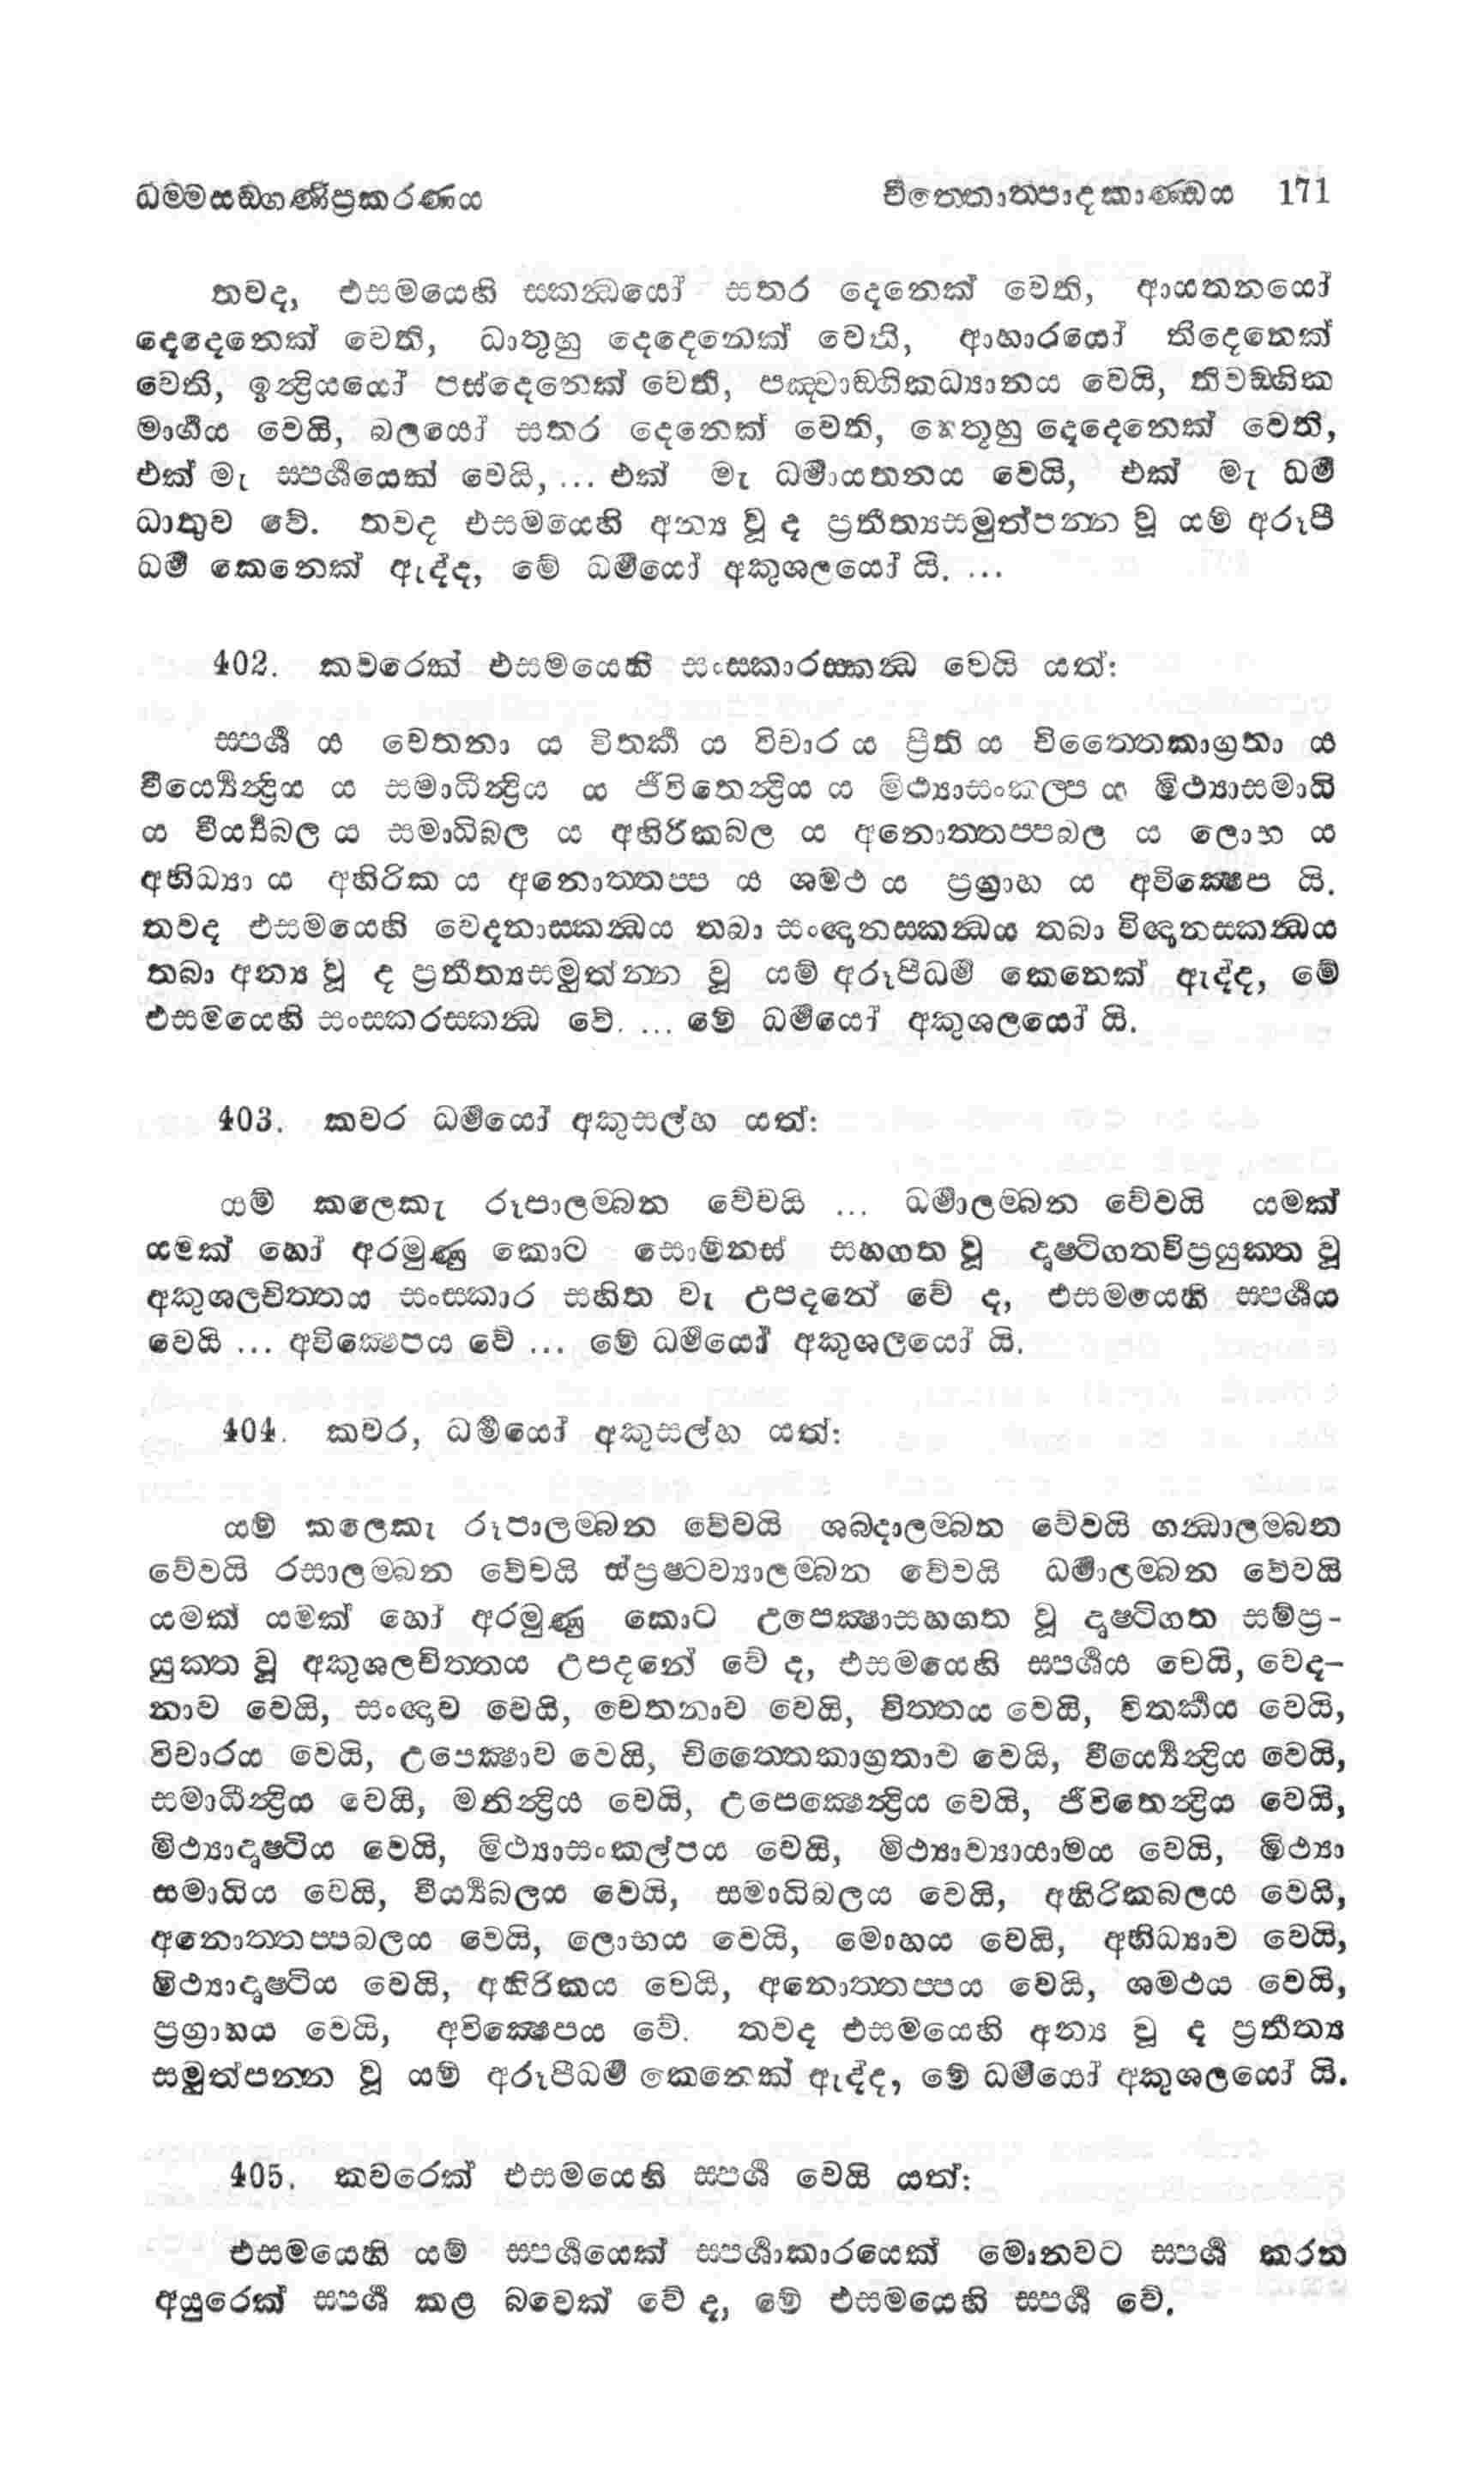 ධම්මසඞ්ගණිප්‍රකරණය චිත්තොත්පාදකාණ්ඩය 171
තවද, එසමයෙහි ස්කන්ධයෝ සතර දෙනෙක් වෙති, ආයතනයෝ
දෙදෙනෙක් වෙති, ධාතුහු දෙදෙනෙක් වෙති, ආහාරයෝ තිදෙනෙක්
වෙති, ඉන්ද්‍රියයෝ පස්දෙනෙක් වෙති, පඤ්චාඞ්ගිකධ්‍යානය වෙයි, තිවඞ්ගික
මාර්ගය වෙයි, බලයෝ සතර දෙනෙක් වෙති, හෙතූහු දෙදෙනෙක් වෙති,
එක් මැ ස්පර්ශයෙක් වෙයි, ... එක් මැ ධර්මායතනය වෙයි, එක් මැ ධර්ම
ධාතුව වේ. තවද එසමයෙහි අන්‍ය වූ ද ප්‍රතීත්‍යසමුත්පන්න වූ යම් අරූපී
ධර්ම කෙනෙක් ඇද්ද, මේ ධර්මයෝ අකුශලයෝ යි. ...
402. කවරෙක් එසමයෙහි සංස්කාරස්කන්ධ වෙයි යත්:
ස්පර්ශ ය චෙතනා ය විතර්ක ය විචාර ය ප්‍රීති ය චිත්තෛකාග්‍රතා ය
වීර්‍ය්‍යෙන්ද්‍රිය ය සමාධීන්ද්‍රිය ය ජීවිතෙන්ද්‍රිය ය මිථ්‍යාසංකල්ප ය මිථ්‍යාසමාධි
ය වීර්‍ය්‍යබල ය සමාධිබල ය අහිරිකබල ය අනොත්තප්පබල ය ලොභ ය
අභිධ්‍යා ය අහිරික ය අනොත්තප්ප ය ශමථ ය ප්‍රග්‍රාහ ය අවික්‍ෂෙප යි.
තවද එසමයෙහි වෙදනාස්කන්ධය තබා සංඥානස්කන්ධය තබා විඥානස්කන්ධය
තබා අන්‍ය වූ ද ප්‍රතීත්‍යසමුත්න්න වූ යම් අරූපීධර්ම කෙනෙක් ඇද්ද, මේ
එසමයෙහි සංස්කරස්කන්ධ වේ. ... මේ ධර්මයෝ අකුශලයෝ යි.
403. කවර ධර්මයෝ අකුසල්හ යත්:
යම් කලෙකැ රූපාලම්බන වේවයි ... ධර්මාලම්බන වේවයි යමක්
යමක් හෝ අරමුණු කොට සොම්නස් සහගත වූ දෘෂ්ටිගතවිප්‍රයුක්ත වූ
අකුශලචිත්තය සංස්කාර සහිත වැ උපදනේ වේ ද, එසමයෙහි ස්පර්ශය
වෙයි ... අවික්‍ෂෙපය වේ ... මේ ධර්මයෝ අකුශලයෝ යි.
404. කවර, ධර්මයෝ අකුසල්හ යත්:
යම් කලෙකැ රූපාලම්බන වේවයි ශබ්දාලම්බන වේවයි ගන්ධාලම්බන
වේවයි රසාලම්බන වේවයි ස්ප්‍රෂ්ටව්‍යාලම්බන වේවයි ධර්මාලම්බන වේවයි
යමක් යමක් හෝ අරමුණු කොට උපෙක්‍ෂාසහගත වූ දෘෂ්ටිගත සම්ප්‍ර-
යුක්ත වූ අකුශලචිත්තය උපදනේ වේ ද, එසමයෙහි ස්පර්ශය වෙයි, වෙද-
නාව වෙයි, සංඥාව වෙයි, චෙතනාව වෙයි, චිත්තය වෙයි, විතර්කය වෙයි,
විචාරය වෙයි, උපෙක්‍ෂාව වෙයි, චිත්තෛකාග්‍රතාව වෙයි, වීර්‍ය්‍යෙන්ද්‍රිය වෙයි,
සමාධීන්ද්‍රිය වෙයි, මනින්ද්‍රිය වෙයි, උපෙක්‍ෂෙන්ද්‍රිය වෙයි, ජීවිතෙන්ද්‍රිය වෙයි,
මිථ්‍යාදෘෂ්ටිය වෙයි, මිථ්‍යාසංකල්පය වෙයි, මිථ්‍යාව්‍යායාමය වෙයි, මිථ්‍යා
සමාධිය වෙයි, වීර්‍ය්‍යබලය වෙයි, සමාධිබලය වෙයි, අහිරිකබලය වෙයි,
අනොත්තප්පබලය වෙයි, ලොභය වෙයි, මොහය වෙයි, අභිධ්‍යාව වෙයි,
මිථ්‍යාදෘෂ්ටිය වෙයි, අහිරිකය වෙයි, අනොත්තප්පය වෙයි, ශමථය වෙයි,
ප්‍රග්‍රාහය වෙයි, අවික්‍ෂෙපය වේ. තවද එසමයෙහි අන්‍ය වූ ද ප්‍රතීත්‍ය
සමුත්පන්න වූ යම් අරූපීධර්ම කෙනෙක් ඇද්ද, මේ ධර්මයෝ අකුශලයෝ යි.
405. කවරෙක් එසමයෙහි ස්පර්ශ වෙයි යත්:
එසමයෙහි යම් ස්පර්ශයෙක් ස්පර්ශාකාරයෙක් මොනවට ස්පර්ශ කරන
අයුරෙක් ස්පර්ශ කළ බවෙක් වේ ද, මේ එසමයෙහි ස්පර්ශ වේ.